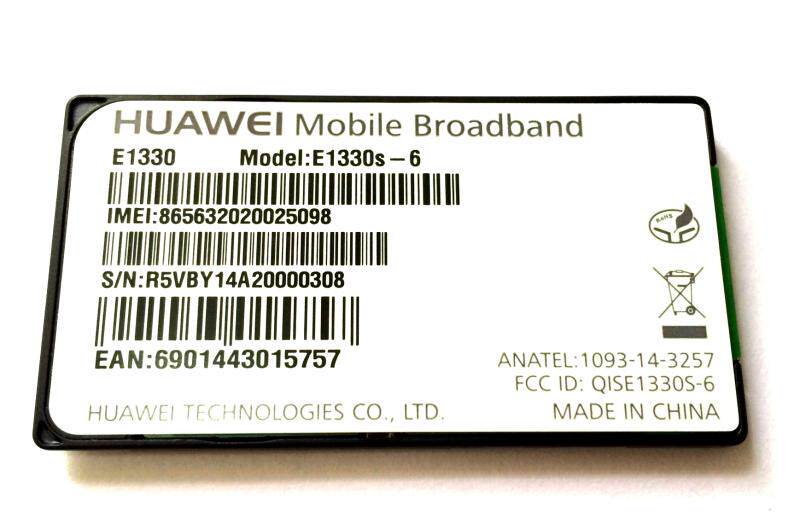 HUAWEI Mobile Broadband
E1330 Model:E1330s-6
IMEI:865632020025098
S/N:R5VBY14A20000308
EAN:6901443015757
RoHS
ANATEL:1093-14-3257
FCC ID: QISE1330S-6
HUAWEI TECHNOLOGIES CO., LTD. MADE IN CHINA